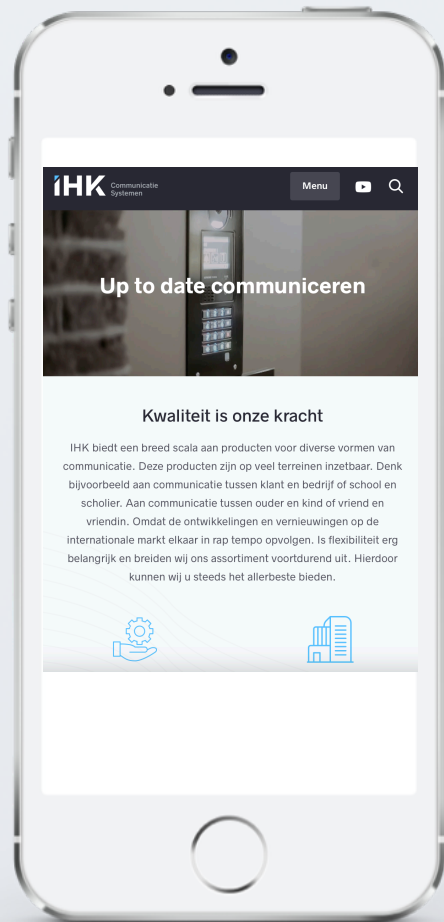 iHK Communicatie
Systemen
Menu
Up to date communiceren
Kwaliteit is onze kracht
IHK biedt een breed scala aan producten voor diverse vormen van
communicatie. Deze producten zijn op veel terreinen inzetbaar. Denk
bijvoorbeeld aan communicatie tussen klant en bedrijf of school en
scholier. Aan communicatie tussen ouder en kind of vriend en
vriendin. Omdat de ontwikkelingen en vernieuwingen op de
internationale markt elkaar in rap tempo opvolgen. Is flexibiliteit erg
belangrijk en breiden wij ons assortiment voortdurend uit. Hierdoor
kunnen wij u steeds het allerbeste bieden.